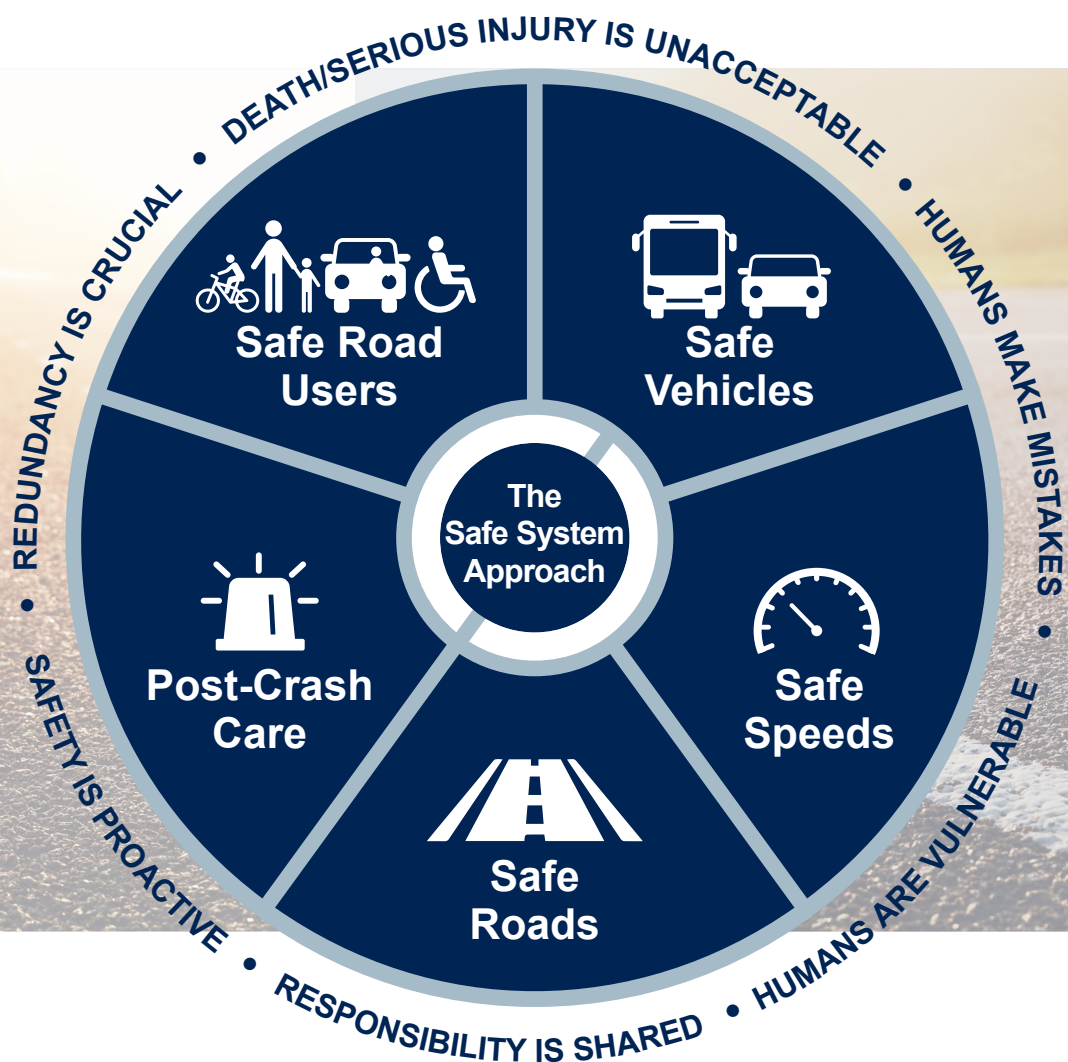 DEATH/SERIOUS INJURY IS UNACCEPTABLE
•
HUMANS MAKE MISTAKES
•
HUMANS ARE VULNERABLE
•
RESPONSIBILITY IS SHARED
•
SAFETY IS PROACTIVE
•
REDUNDANCY IS CRUCIAL
•
Safe Road
Users
Safe
Vehicles
Safe
Speeds
Safe
Roads
Post-Crash
Care
The
Safe System
Approach